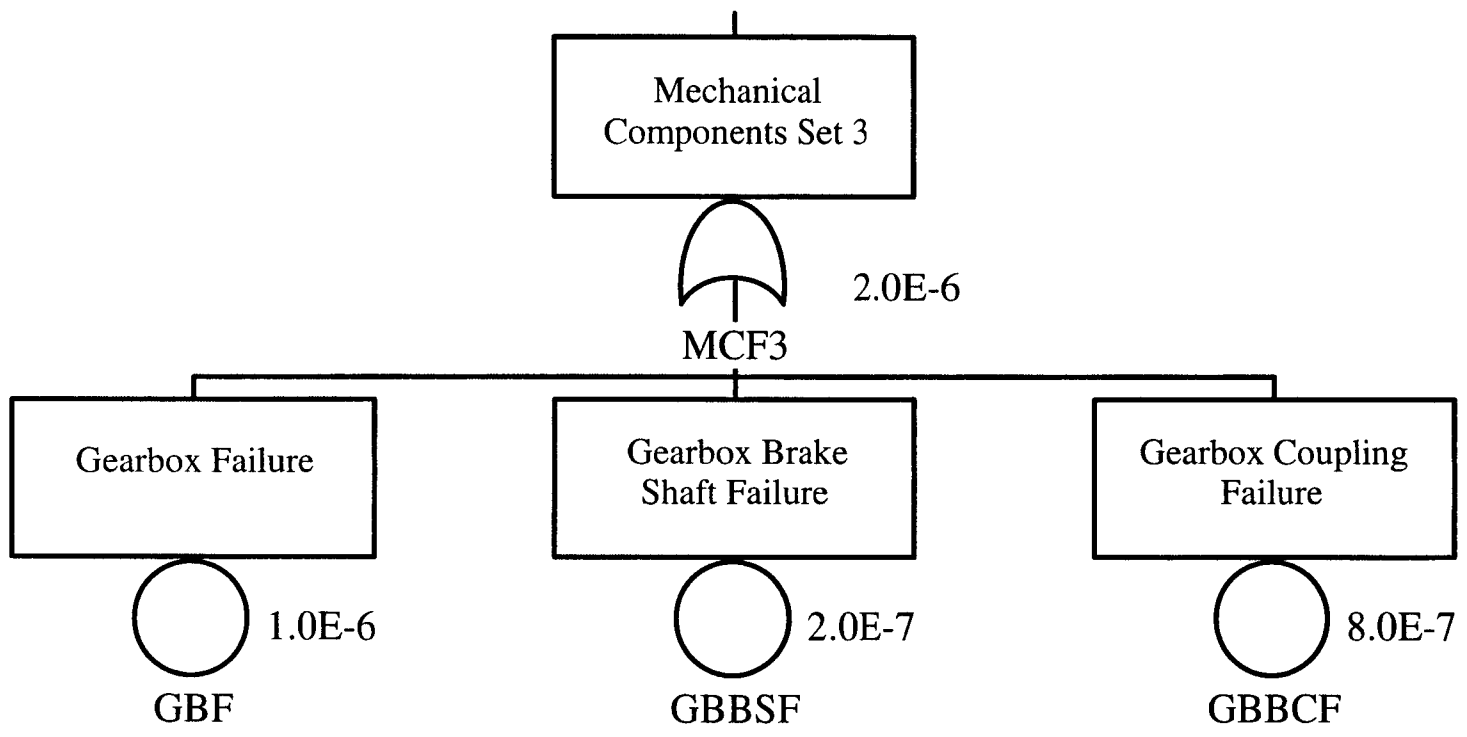 Mechanical
Components Set 3
2.0E-6
MCF3
Gearbox Failure
Gearbox Brake
Shaft Failure
Gearbox Coupling
Failure
1.0E-6
2.0E-7
8.0E-7
GBF
GBBSF
GBBCF